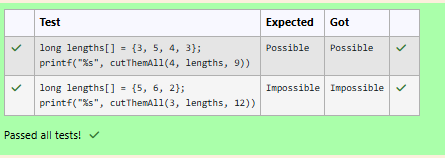 Test Expected Got
long lengths[] = {3, 5, 4, 3}; Possible Possible
printf("%s", cutThemAll(4, lengths, 9))
long lengths[] = {5, 6, 2}; Impossible Impossible
printf("%s", cutThemAll(3, lengths, 12))
Passed all tests!